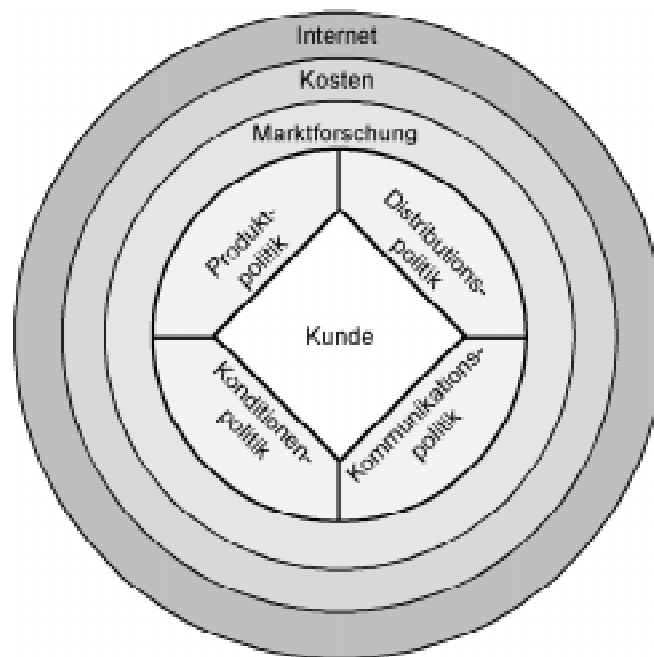 Internet
Kosten
Marktforschung
Produkt-
politik
Distributions-
politik
Kunde
Konditionen-
politik
Kommunikations-
politik